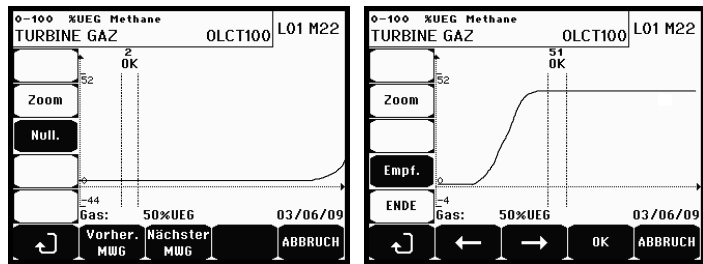 0-100 %UEG Methane
TURBINE GAZ OLCT100 L01 M22
2
OK
52
Zoom
Null.
0
-44
Gas: 50%UEG 03/06/09
Vorher. MWG Nächster MWG ABBRUCH
0-100 %UEG Methane
TURBINE GAZ OLCT100 L01 M22
51
OK
52
Zoom
Empf.
0
ENDE
-4
Gas: 50%UEG 03/06/09
← → OK ABBRUCH